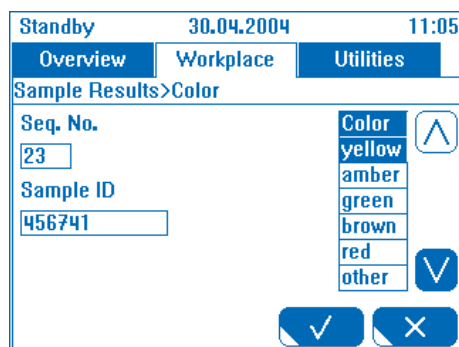 Standby 30.04.2004 11:05
Overview Workplace Utilities
Sample Results>Color
Seq. No.
23
Sample ID
456741
Color
yellow
amber
green
brown
red
other